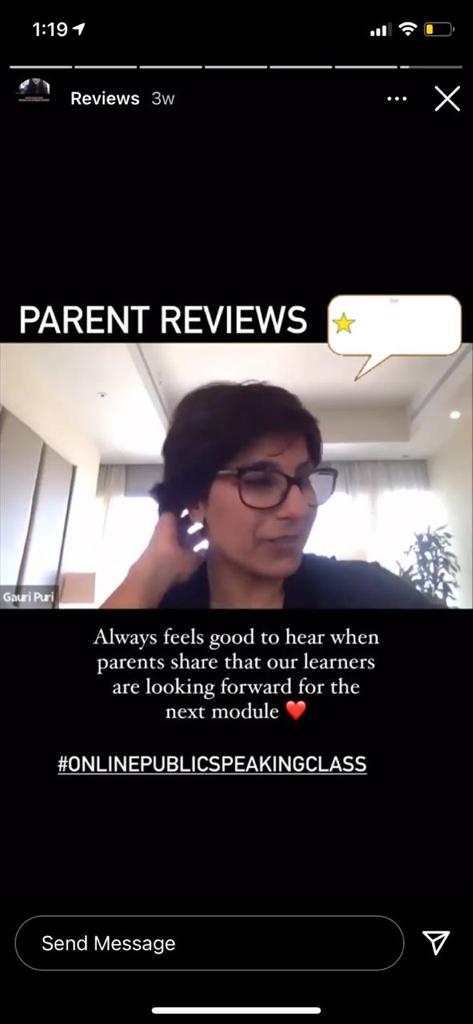 1:19
Reviews 3w
PARENT REVIEWS
Gauri Puri
Always feels good to hear when
parents share that our learners
are looking forward for the
next module ❤️
#ONLINEPUBLICSPEAKINGCLASS
Send Message